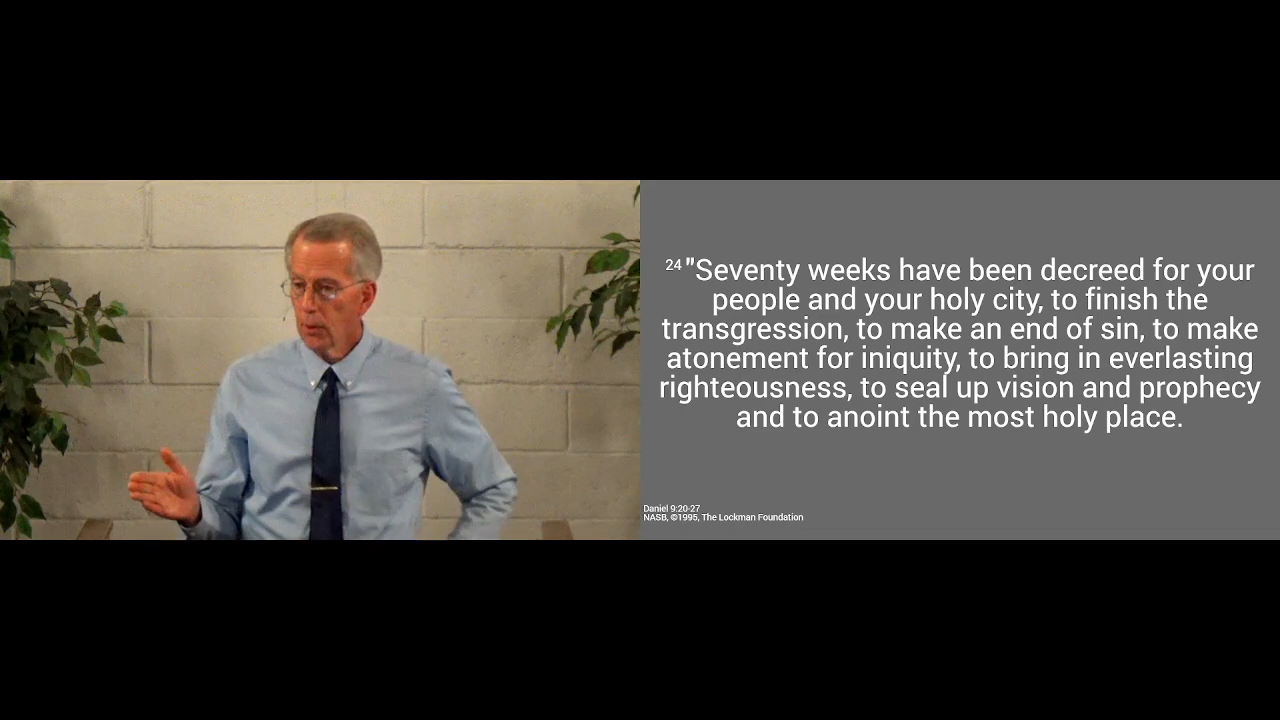 24 "Seventy weeks have been decreed for your
people and your holy city, to finish the
transgression, to make an end of sin, to make
atonement for iniquity, to bring in everlasting
righteousness, to seal up vision and prophecy
and to anoint the most holy place.
Daniel 9:20-27
NASB, ©1995, The Lockman Foundation